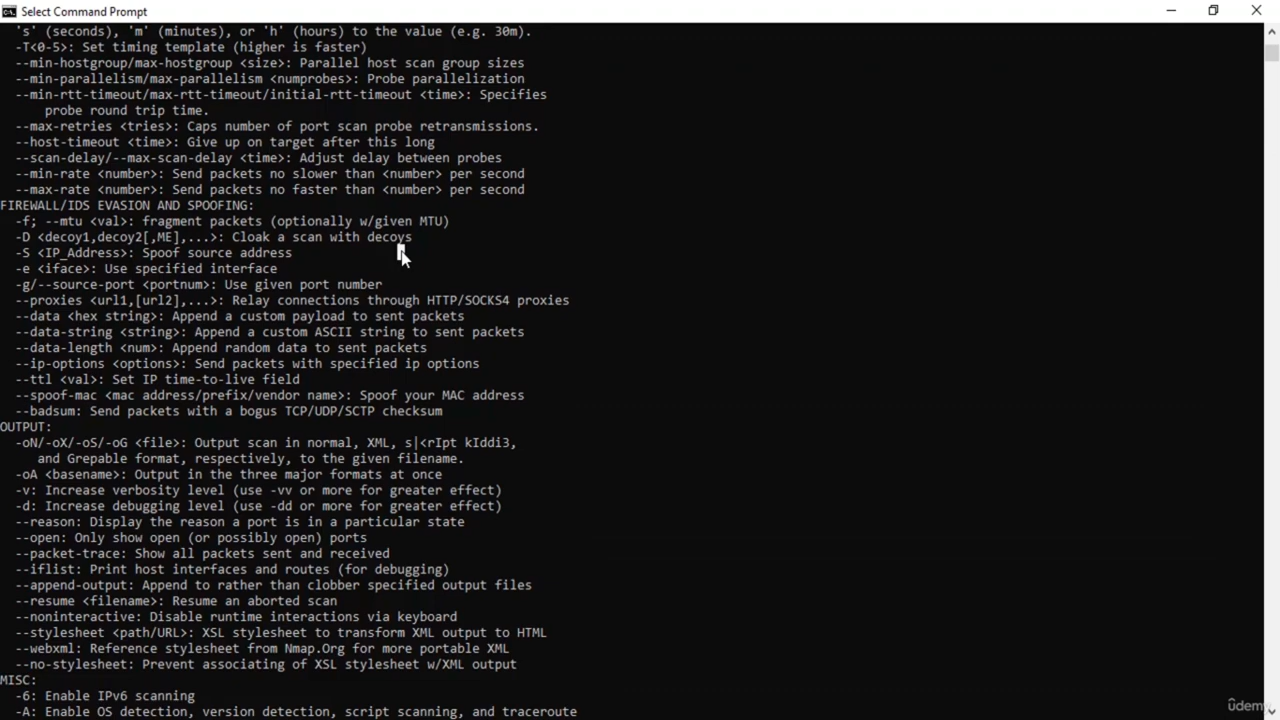 Select Command Prompt
's' (seconds), 'm' (minutes), or 'h' (hours) to the value (e.g. 30m).
-T<0-5>: Set timing template (higher is faster)
--min-hostgroup/max-hostgroup <size>: Parallel host scan group sizes
--min-parallelism/max-parallelism <numprobes>: Probe parallelization
--min-rtt-timeout/max-rtt-timeout/initial-rtt-timeout <time>: Specifies
probe round trip time.
--max-retries <tries>: Caps number of port scan probe retransmissions.
--host-timeout <time>: Give up on target after this long
--scan-delay/--max-scan-delay <time>: Adjust delay between probes
--min-rate <number>: Send packets no slower than <number> per second
--max-rate <number>: Send packets no faster than <number> per second
FIREWALL/IDS EVASION AND SPOOFING:
-f; --mtu <val>: fragment packets (optionally w/given MTU)
-D <decoy1,decoy2[,ME],...>: Cloak a scan with decoys
-S <IP_Address>: Spoof source address
-e <iface>: Use specified interface
-g/--source-port <portnum>: Use given port number
--proxies <url1,[url2],...>: Relay connections through HTTP/SOCKS4 proxies
--data <hex string>: Append a custom payload to sent packets
--data-string <string>: Append a custom ASCII string to sent packets
--data-length <num>: Append random data to sent packets
--ip-options <options>: Send packets with specified ip options
--ttl <val>: Set IP time-to-live field
--spoof-mac <mac address/prefix/vendor name>: Spoof your MAC address
--badsum: Send packets with a bogus TCP/UDP/SCTP checksum
OUTPUT:
-oN/-oX/-oS/-oG <file>: Output scan in normal, XML, s|<rIpt kIddi3,
and Grepable format, respectively, to the given filename.
-oA <basename>: Output in the three major formats at once
-v: Increase verbosity level (use -vv or more for greater effect)
-d: Increase debugging level (use -dd or more for greater effect)
--reason: Display the reason a port is in a particular state
--open: Only show open (or possibly open) ports
--packet-trace: Show all packets sent and received
--iflist: Print host interfaces and routes (for debugging)
--append-output: Append to rather than clobber specified output files
--resume <filename>: Resume an aborted scan
--noninteractive: Disable runtime interactions via keyboard
--stylesheet <path/URL>: XSL stylesheet to transform XML output to HTML
--webxml: Reference stylesheet from Nmap.Org for more portable XML
--no-stylesheet: Prevent associating of XSL stylesheet w/XML output
MISC:
-6: Enable IPv6 scanning
-A: Enable OS detection, version detection, script scanning, and traceroute
ûdemy